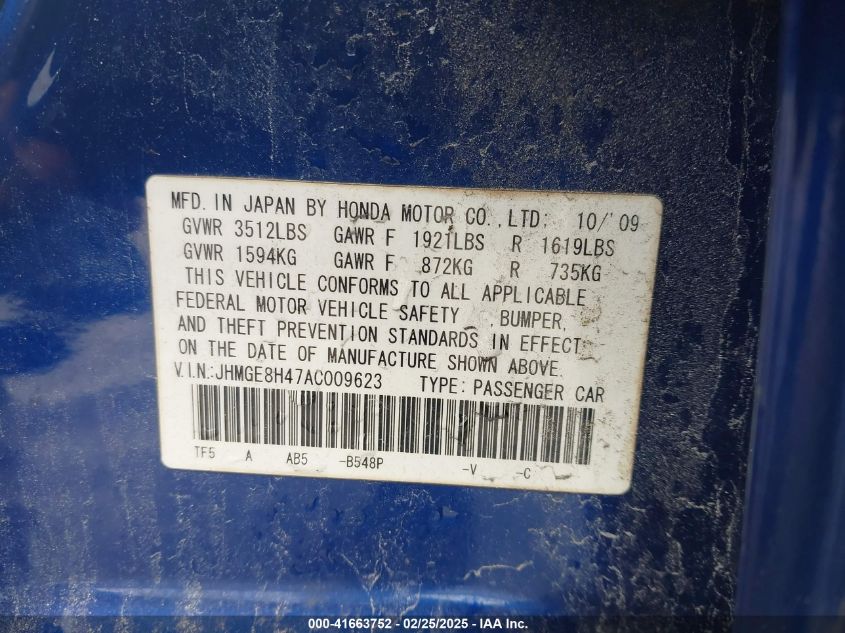 MFD. IN JAPAN BY HONDA MOTOR CO., LTD: 10/'09
GVWR 3512LBS GAWR F 1921LBS R 1619LBS
GVWR 1594KG GAWR F 872KG R 735KG
THIS VEHICLE CONFORMS TO ALL APPLICABLE
FEDERAL MOTOR VEHICLE SAFETY , BUMPER,
AND THEFT PREVENTION STANDARDS IN EFFECT
ON THE DATE OF MANUFACTURE SHOWN ABOVE.
V.I.N.:JHMGE8H47AC009623 TYPE: PASSENGER CAR
TF5 A AB5 -B548P -V -C
000-41663752 - 02/25/2025 - IAA Inc.